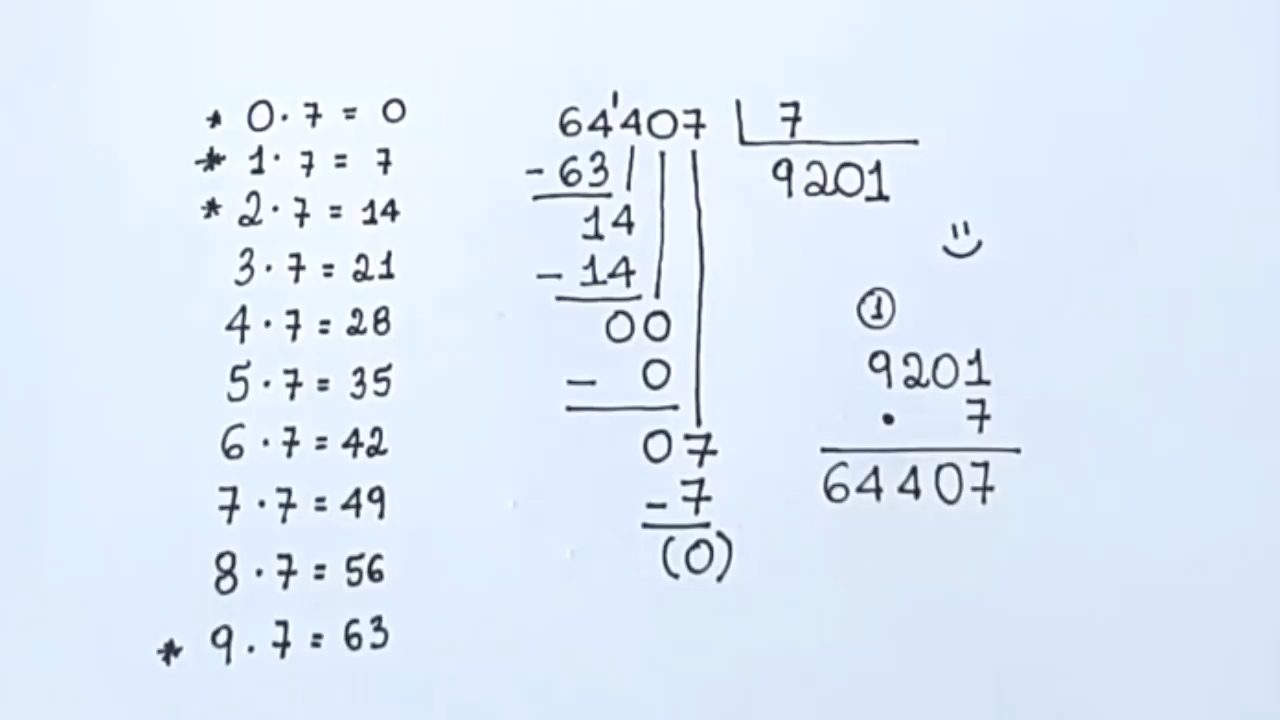 * 0 · 7 = 0
* 1 · 7 = 7
* 2 · 7 = 14
3 · 7 = 21
4 · 7 = 28
5 · 7 = 35
6 · 7 = 42
7 · 7 = 49
8 · 7 = 56
* 9 · 7 = 63
64'407 | 7
- 63
9201
14
- 14
00
- 0
07
- 7
(0)
①
9201
· 7
64407